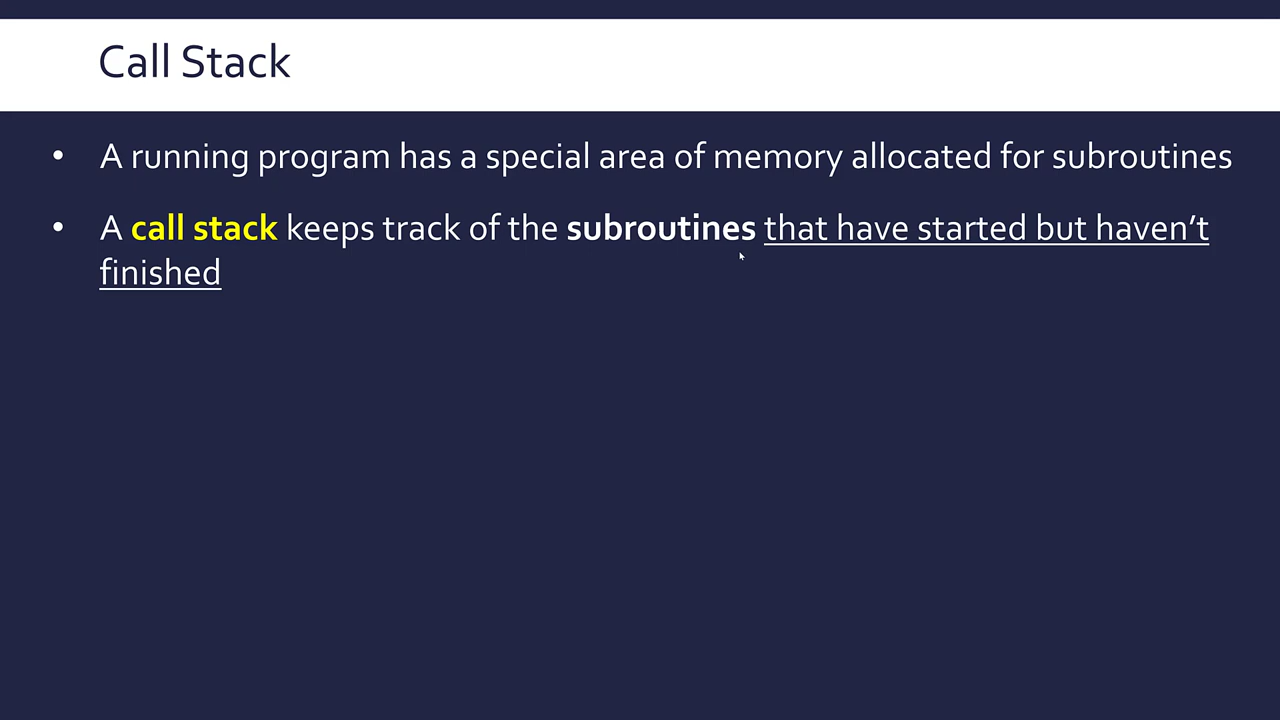 Call Stack
• A running program has a special area of memory allocated for subroutines
• A call stack keeps track of the subroutines that have started but haven’t
finished